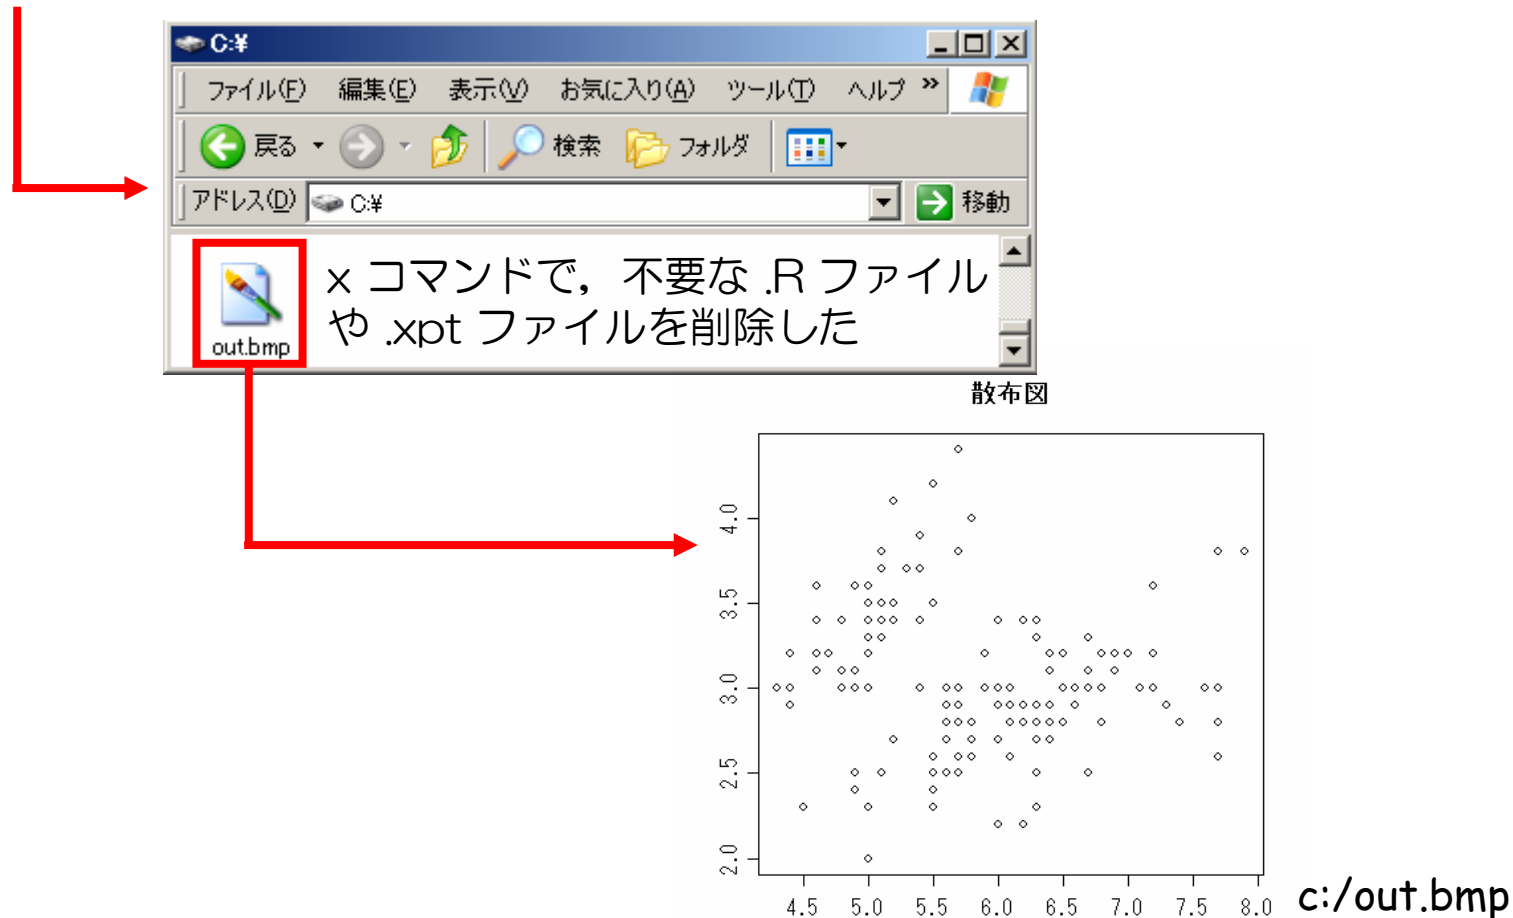 C:¥
ファイル(F) 編集(E) 表示(V) お気に入り(A) ツール(T) ヘルプ »
戻る 検索 フォルダ
アドレス(D) C:¥ 移動
x コマンドで，不要な .R ファイル
や .xpt ファイルを削除した
out.bmp
散布図
4.0
3.5
3.0
2.5
2.0
4.5 5.0 5.5 6.0 6.5 7.0 7.5 8.0
c:/out.bmp